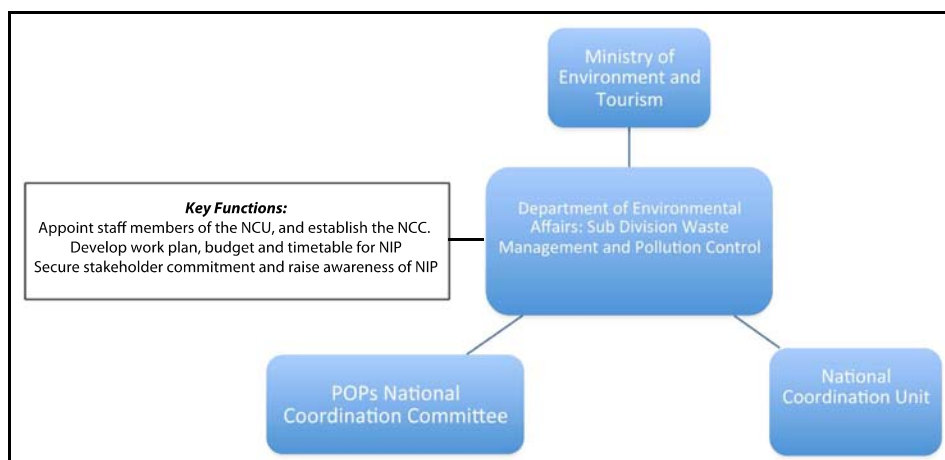 Ministry of
Environment and
Tourism
Key Functions:
Appoint staff members of the NCU, and establish the NCC.
Develop work plan, budget and timetable for NIP
Secure stakeholder commitment and raise awareness of NIP
Department of Environmental
Affairs: Sub Division Waste
Management and Pollution Control
POPs National
Coordination Committee
National
Coordination Unit